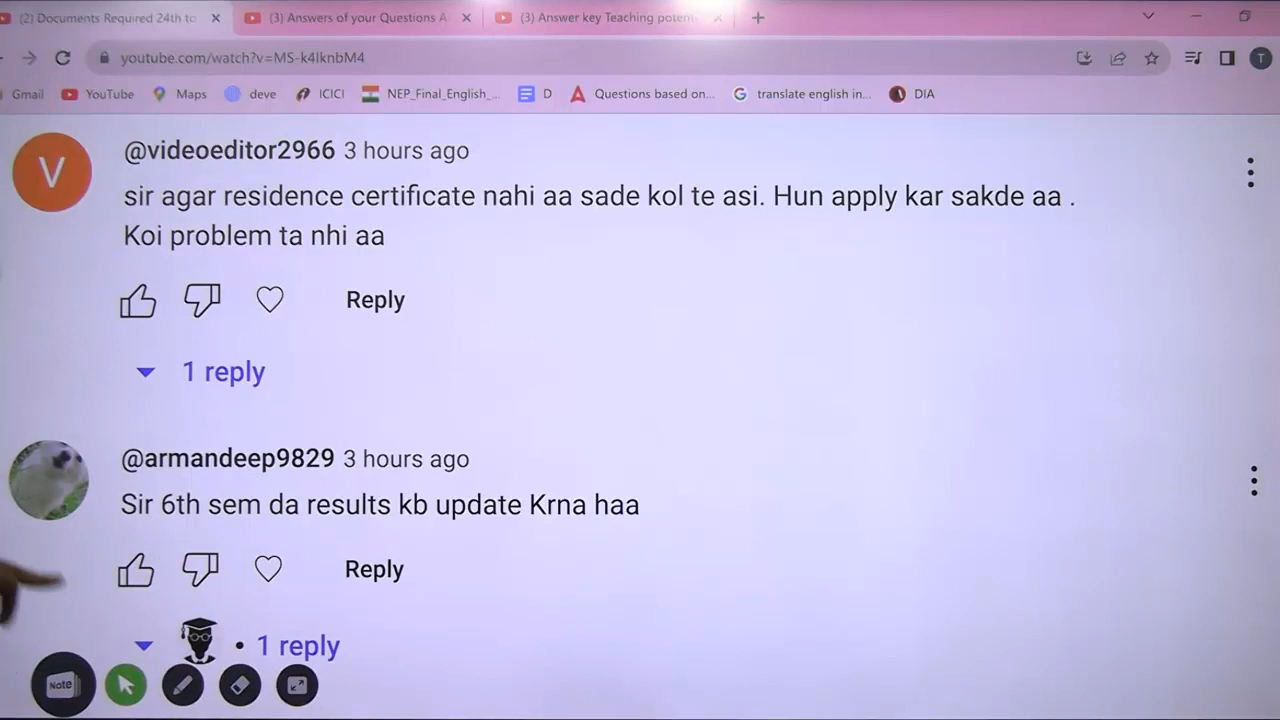 (2) Documents Required 24th to
(3) Answers of your Questions A
(3) Answer key Teaching potent
youtube.com/watch?v=MS-k4lknbM4
T
Gmail
YouTube
Maps
deve
ICICI
NEP_Final_English_...
D
Questions based on...
translate english in...
DIA
V
@videoeditor2966 3 hours ago
sir agar residence certificate nahi aa sade kol te asi. Hun apply kar sakde aa .
Koi problem ta nhi aa
Reply
1 reply
@armandeep9829 3 hours ago
Sir 6th sem da results kb update Krna haa
Reply
• 1 reply
Note